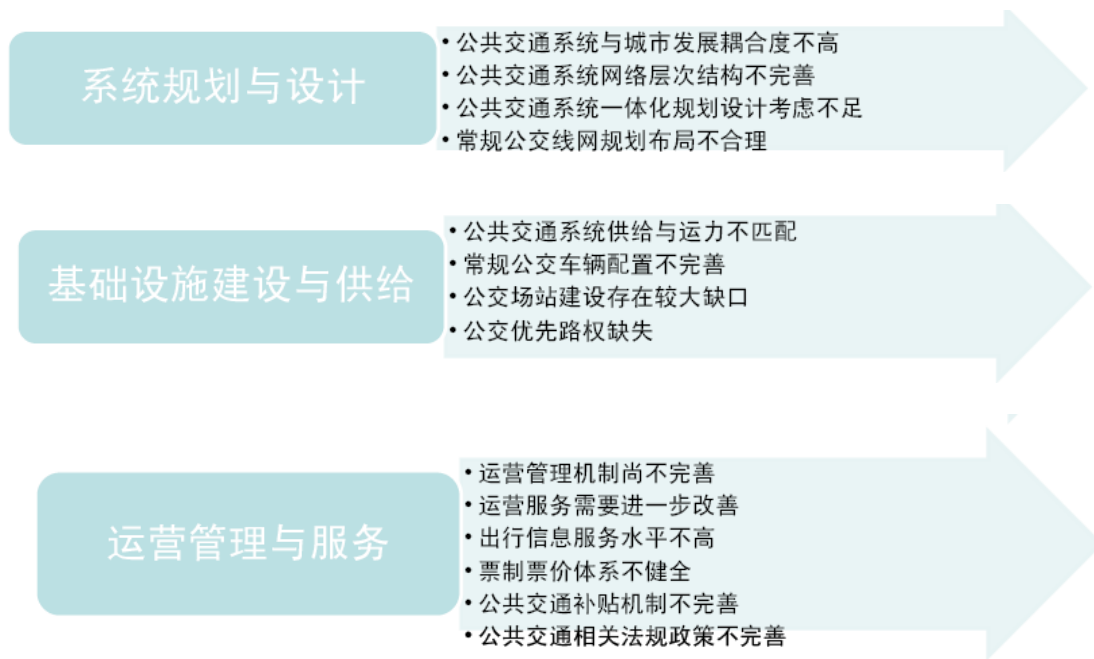 系统规划与设计
• 公共交通系统与城市发展耦合度不高
• 公共交通系统网络层次结构不完善
• 公共交通系统一体化规划设计考虑不足
• 常规公交线网规划布局不合理
基础设施建设与供给
• 公共交通系统供给与运力不匹配
• 常规公交车辆配置不完善
• 公交场站建设存在较大缺口
• 公交优先路权缺失
运营管理与服务
• 运营管理机制尚不完善
• 运营服务需要进一步改善
• 出行信息服务水平不高
• 票制票价体系不健全
• 公共交通补贴机制不完善
• 公共交通相关法规政策不完善